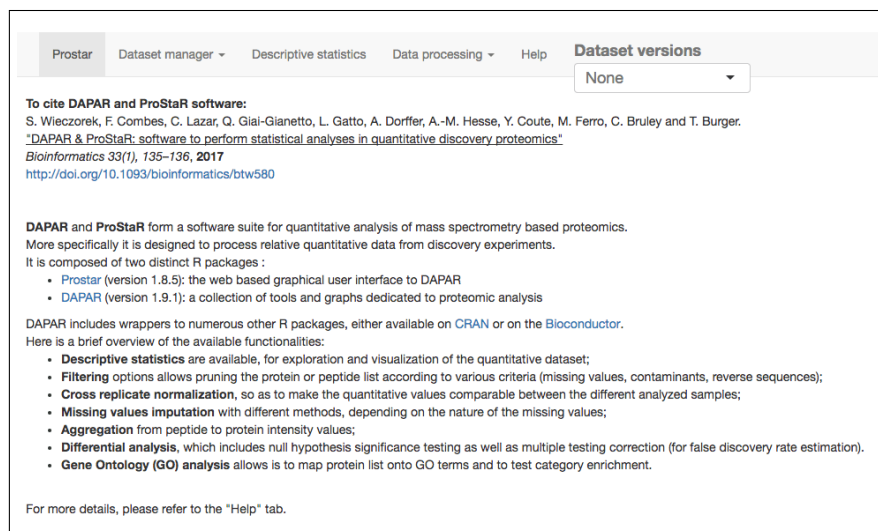 Prostar Dataset manager Descriptive statistics Data processing Help Dataset versions
None
To cite DAPAR and ProStaR software:
S. Wieczorek, F. Combes, C. Lazar, Q. Giai-Gianetto, L. Gatto, A. Dorffer, A.-M. Hesse, Y. Coute, M. Ferro, C. Bruley and T. Burger.
"DAPAR & ProStaR: software to perform statistical analyses in quantitative discovery proteomics"
Bioinformatics 33(1), 135–136, 2017
http://doi.org/10.1093/bioinformatics/btw580
DAPAR and ProStaR form a software suite for quantitative analysis of mass spectrometry based proteomics.
More specifically it is designed to process relative quantitative data from discovery experiments.
It is composed of two distinct R packages :
• Prostar (version 1.8.5): the web based graphical user interface to DAPAR
• DAPAR (version 1.9.1): a collection of tools and graphs dedicated to proteomic analysis
DAPAR includes wrappers to numerous other R packages, either available on CRAN or on the Bioconductor.
Here is a brief overview of the available functionalities:
• Descriptive statistics are available, for exploration and visualization of the quantitative dataset;
• Filtering options allows pruning the protein or peptide list according to various criteria (missing values, contaminants, reverse sequences);
• Cross replicate normalization, so as to make the quantitative values comparable between the different analyzed samples;
• Missing values imputation with different methods, depending on the nature of the missing values;
• Aggregation from peptide to protein intensity values;
• Differential analysis, which includes null hypothesis significance testing as well as multiple testing correction (for false discovery rate estimation).
• Gene Ontology (GO) analysis allows is to map protein list onto GO terms and to test category enrichment.
For more details, please refer to the "Help" tab.